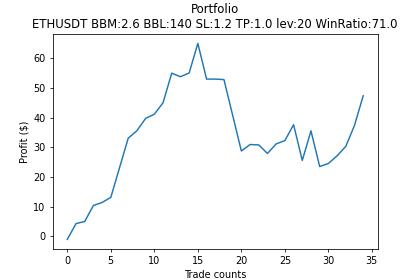 Portfolio
ETHUSDT BBM:2.6 BBL:140 SL:1.2 TP:1.0 lev:20 WinRatio:71.0
60
50
40
30
20
10
0
Profit ($)
0 5 10 15 20 25 30 35
Trade counts